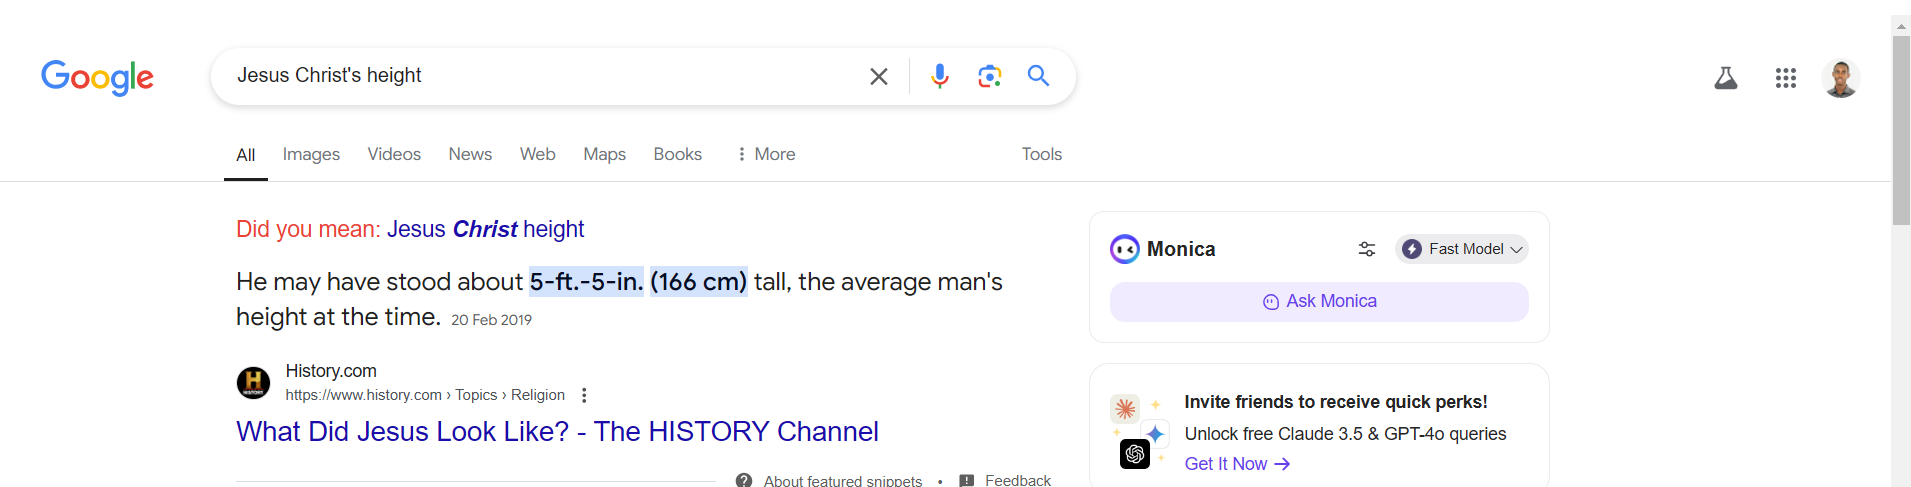 Google
Jesus Christ's height
All Images Videos News Web Maps Books More Tools
Did you mean: Jesus Christ height
He may have stood about 5-ft.-5-in. (166 cm) tall, the average man's
height at the time. 20 Feb 2019
H
HISTORY
History.com
https://www.history.com › Topics › Religion
What Did Jesus Look Like? - The HISTORY Channel
About featured snippets • Feedback
Monica Fast Model
Ask Monica
Invite friends to receive quick perks!
Unlock free Claude 3.5 & GPT-4o queries
Get It Now →